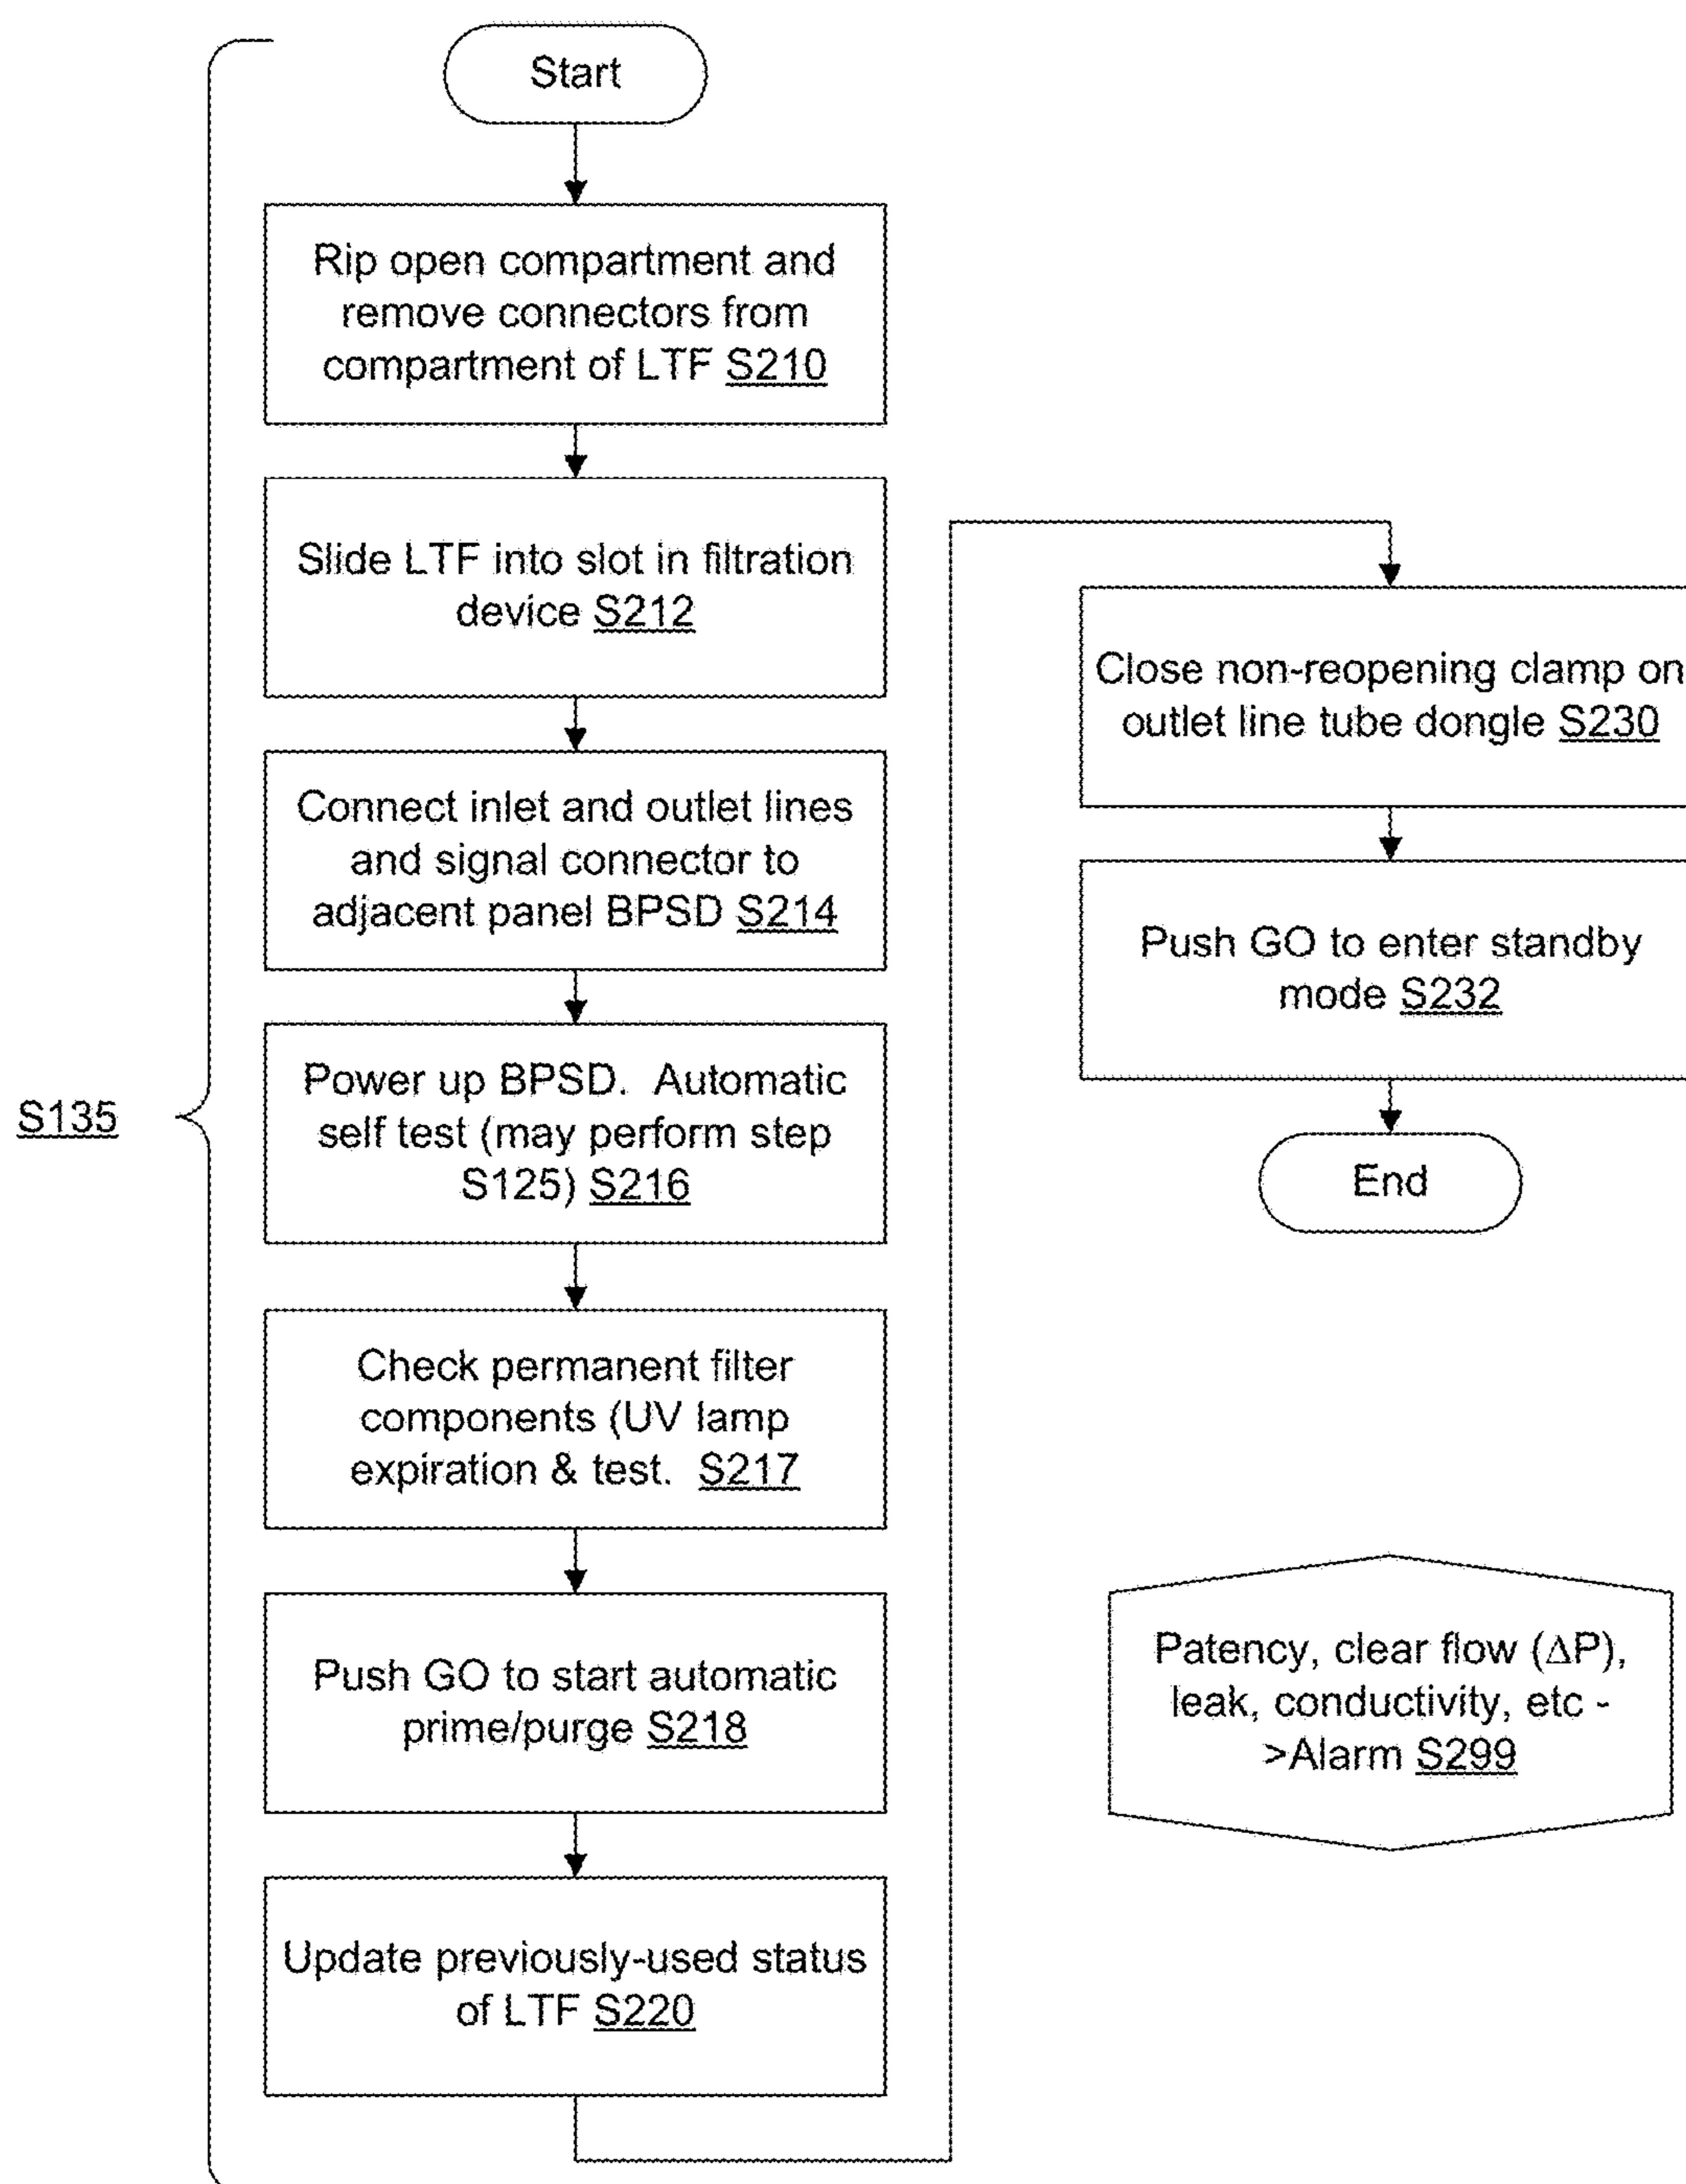 Start
Rip open compartment and
remove connectors from
compartment of LTF S210
Slide LTF into slot in filtration
device S212
Connect inlet and outlet lines
and signal connector to
adjacent panel BPSD S214
Power up BPSD.  Automatic
self test (may perform step
S125) S216
S135
Check permanent filter
components (UV lamp
expiration & test.  S217
Push GO to start automatic
prime/purge S218
Update previously-used status
of LTF S220
Close non-reopening clamp on
outlet line tube dongle S230
Push GO to enter standby
mode S232
End
Patency, clear flow (ΔP),
leak, conductivity, etc -
>Alarm S299